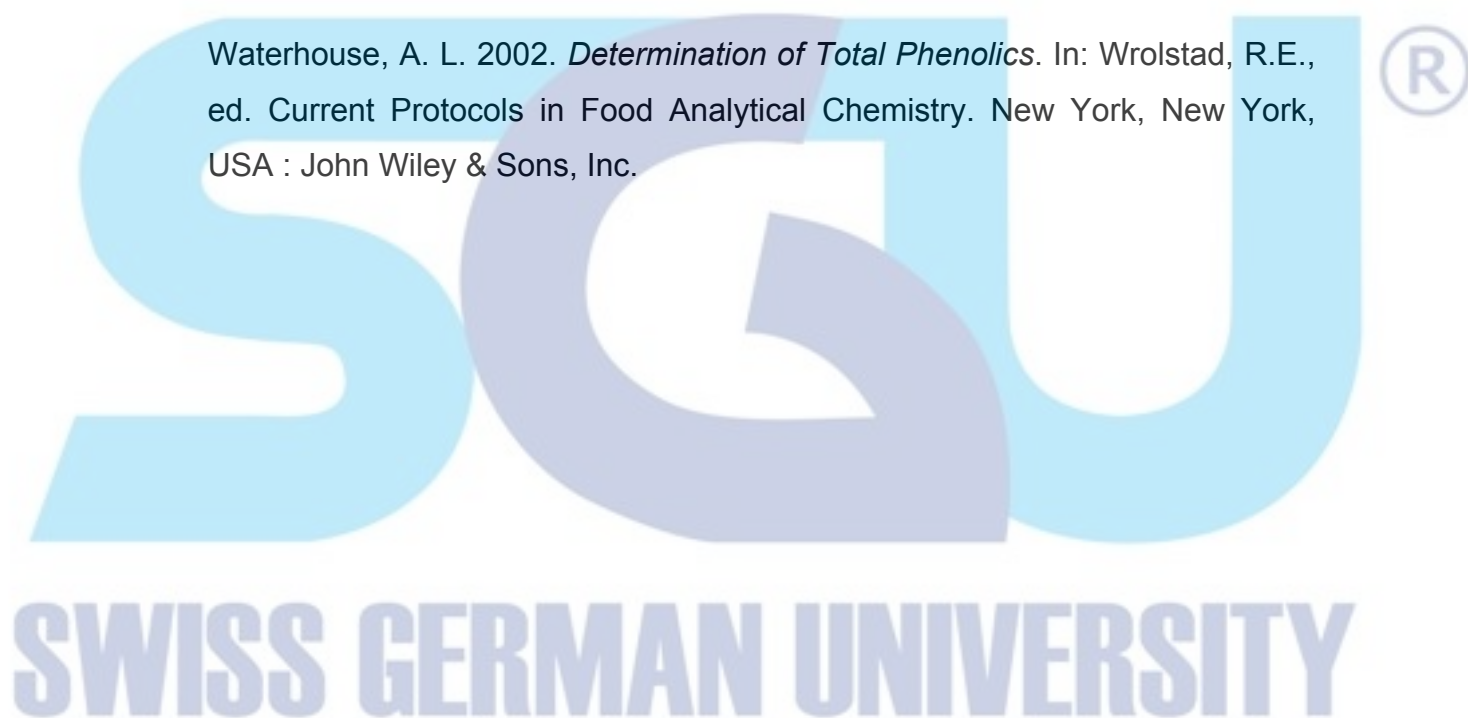 Waterhouse, A. L. 2002. Determination of Total Phenolics. In: Wrolstad, R.E.,
ed. Current Protocols in Food Analytical Chemistry. New York, New York,
USA : John Wiley & Sons, Inc.
SGU ®
SWISS GERMAN UNIVERSITY